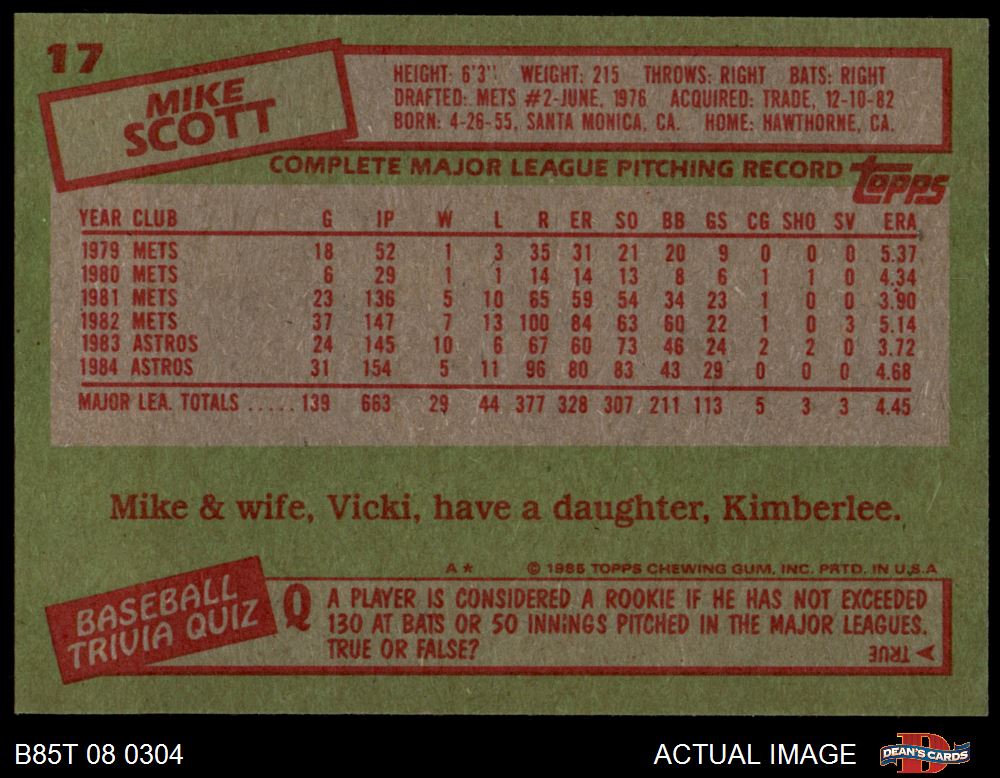 17
MIKE
SCOTT
HEIGHT: 6'3" WEIGHT: 215 THROWS: RIGHT BATS: RIGHT
DRAFTED: METS #2-JUNE, 1976 ACQUIRED: TRADE, 12-10-82
BORN: 4-26-55, SANTA MONICA, CA. HOME: HAWTHORNE, CA.
COMPLETE MAJOR LEAGUE PITCHING RECORD topps
YEAR CLUB G IP W L R ER SO BB GS CG SHO SV ERA
1979 METS 18 52 1 3 35 31 21 20 9 0 0 0 5.37
1980 METS 6 29 1 1 14 14 13 8 6 1 1 0 4.34
1981 METS 23 136 5 10 65 59 54 34 23 1 0 0 3.90
1982 METS 37 147 7 13 100 84 63 60 22 1 0 3 5.14
1983 ASTROS 24 145 10 6 67 60 73 46 24 2 2 0 3.72
1984 ASTROS 31 154 5 11 96 80 83 43 29 0 0 0 4.68
MAJOR LEA. TOTALS ..... 139 663 29 44 377 328 307 211 113 5 3 3 4.45
Mike & wife, Vicki, have a daughter, Kimberlee.
A* © 1985 TOPPS CHEWING GUM, INC. PRTD. IN U.S.A
BASEBALL
TRIVIA QUIZ
Q A PLAYER IS CONSIDERED A ROOKIE IF HE HAS NOT EXCEEDED
130 AT BATS OR 50 INNINGS PITCHED IN THE MAJOR LEAGUES.
TRUE OR FALSE?
TRUE
B85T 08 0304
ACTUAL IMAGE
DEAN'S CARDS